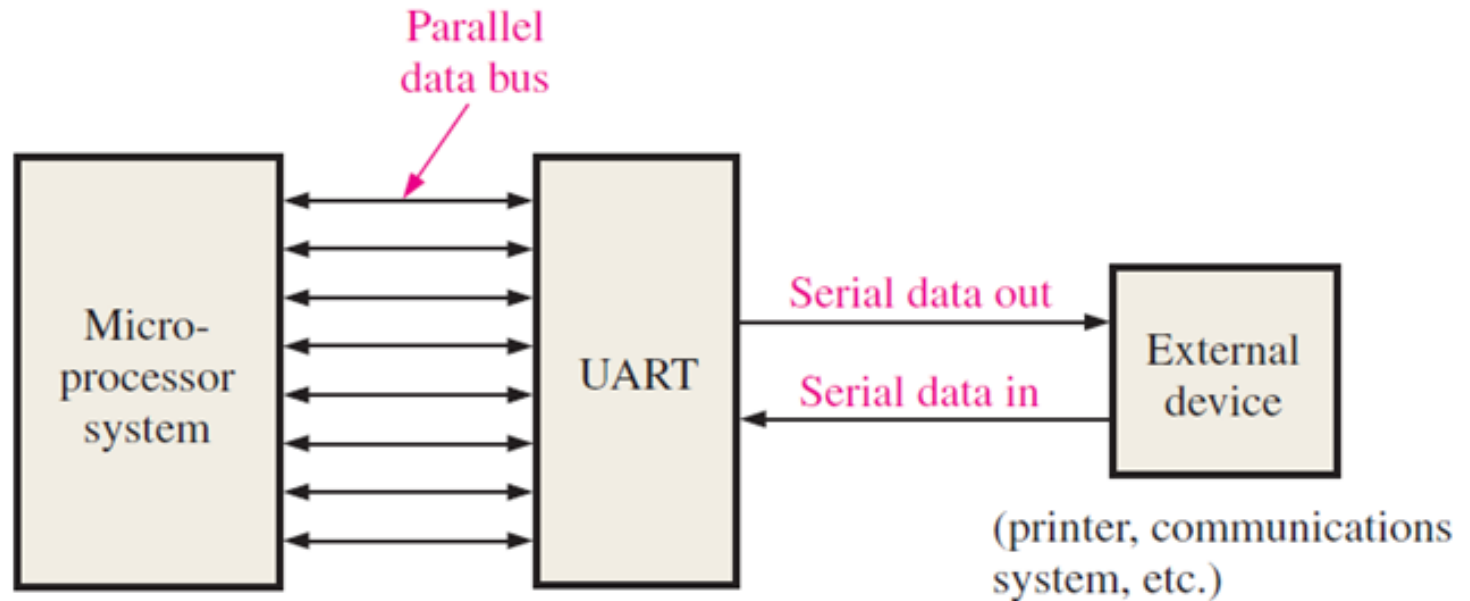 Parallel
data bus
Micro-
processor
system
UART
Serial data out
Serial data in
External
device
(printer, communications
system, etc.)